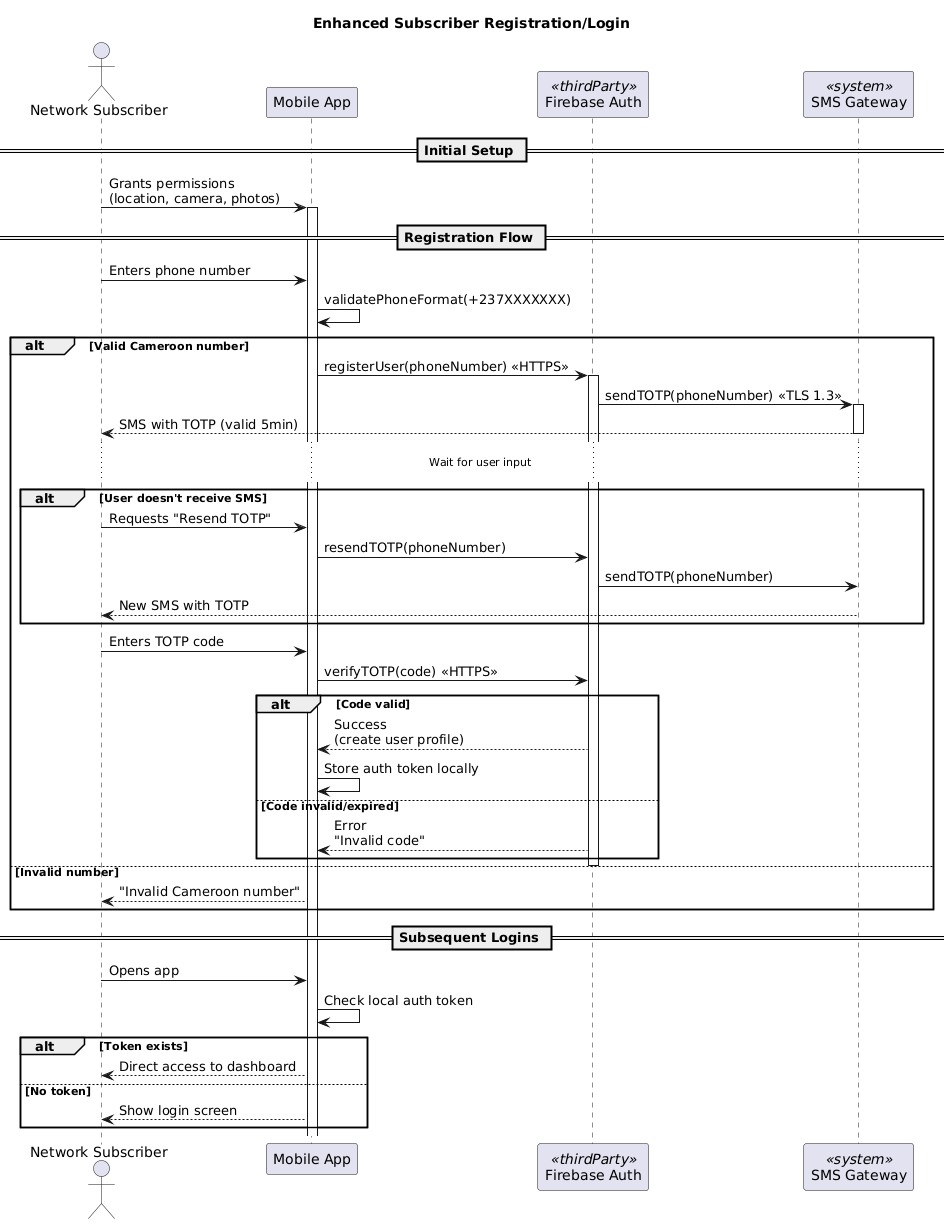 Enhanced Subscriber Registration/Login
Network Subscriber
Mobile App
«thirdParty»
Firebase Auth
«system»
SMS Gateway
Initial Setup
Grants permissions
(location, camera, photos)
Registration Flow
Enters phone number
validatePhoneFormat(+237XXXXXXX)
alt
[Valid Cameroon number]
registerUser(phoneNumber) «HTTPS»
sendTOTP(phoneNumber) «TLS 1.3»
SMS with TOTP (valid 5min)
Wait for user input
alt
[User doesn't receive SMS]
Requests "Resend TOTP"
resendTOTP(phoneNumber)
sendTOTP(phoneNumber)
New SMS with TOTP
Enters TOTP code
verifyTOTP(code) «HTTPS»
alt
[Code valid]
Success
(create user profile)
Store auth token locally
[Code invalid/expired]
Error
"Invalid code"
[Invalid number]
"Invalid Cameroon number"
Subsequent Logins
Opens app
Check local auth token
alt
[Token exists]
Direct access to dashboard
[No token]
Show login screen
Network Subscriber
Mobile App
«thirdParty»
Firebase Auth
«system»
SMS Gateway